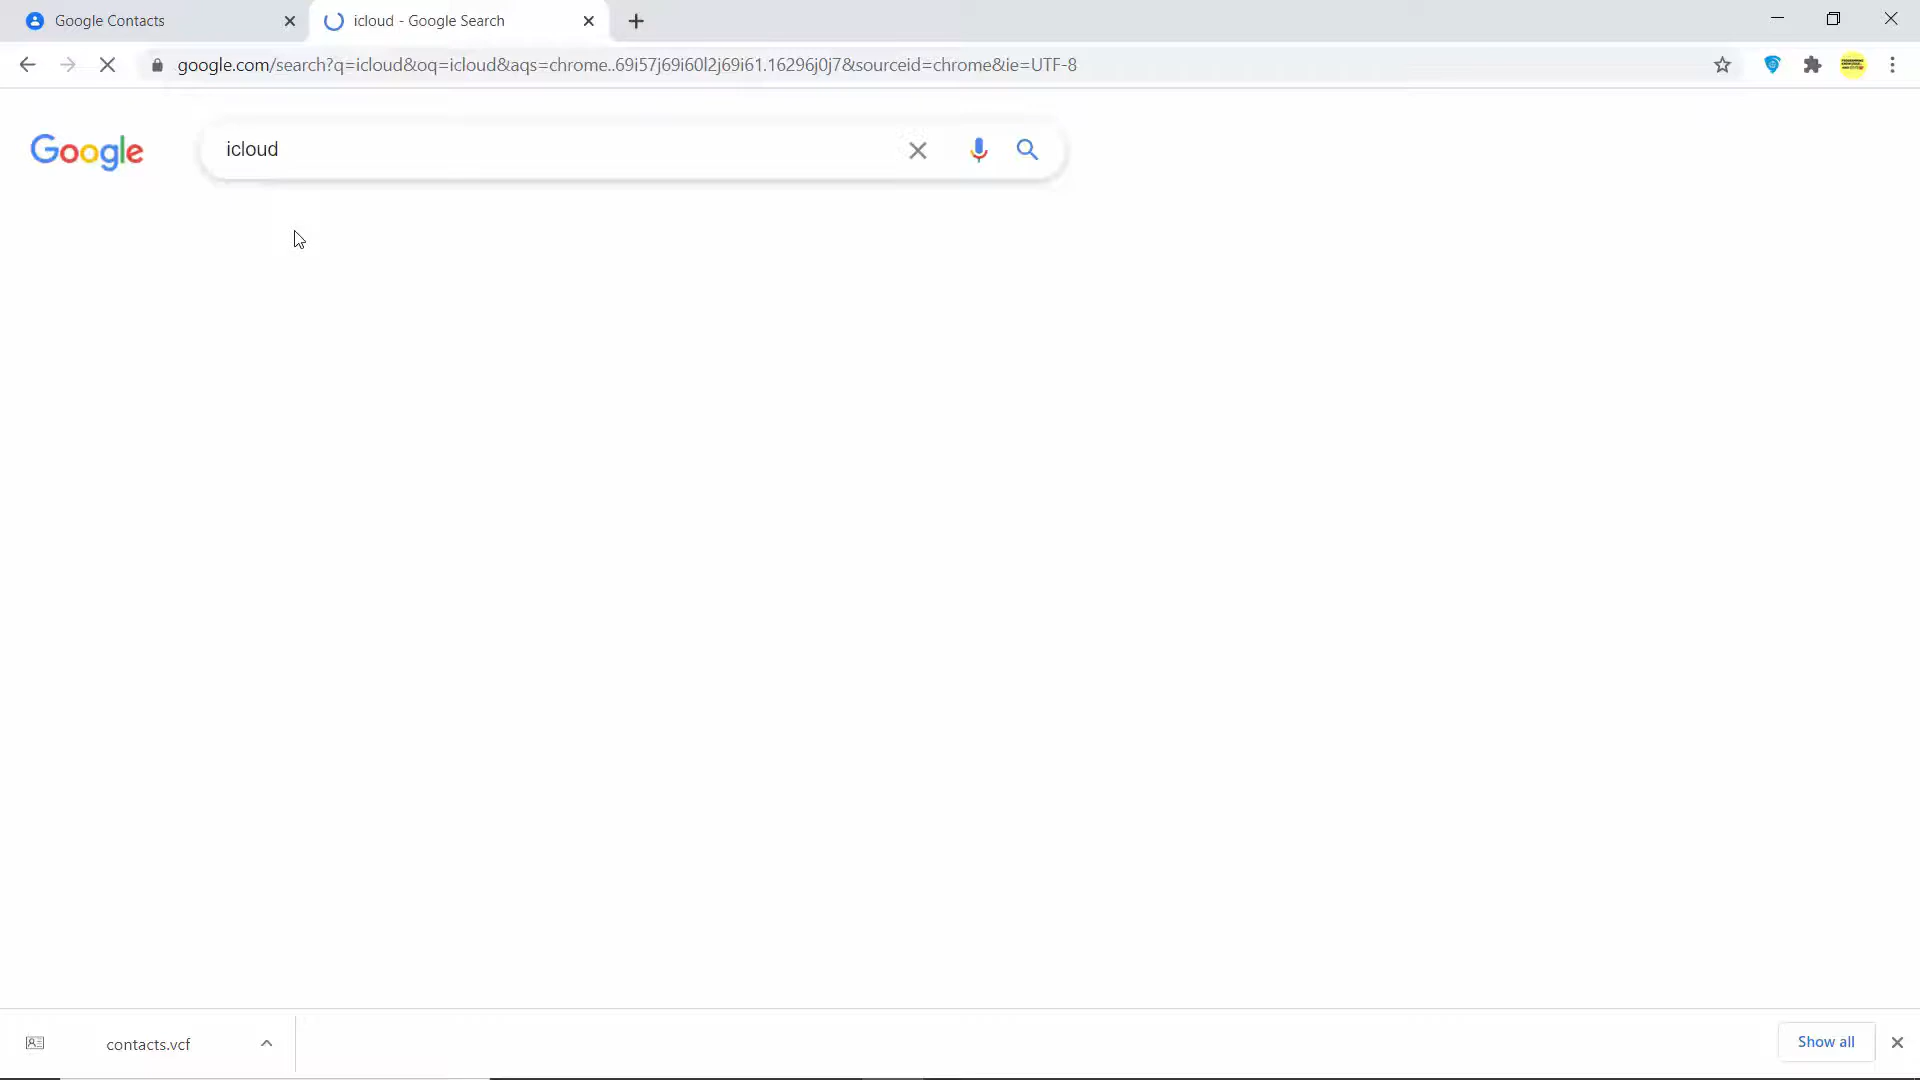 Google Contacts
icloud - Google Search
google.com/search?q=icloud&oq=icloud&aqs=chrome..69i57j69i60l2j69i61.16296j0j7&sourceid=chrome&ie=UTF-8
Google
icloud
contacts.vcf
Show all